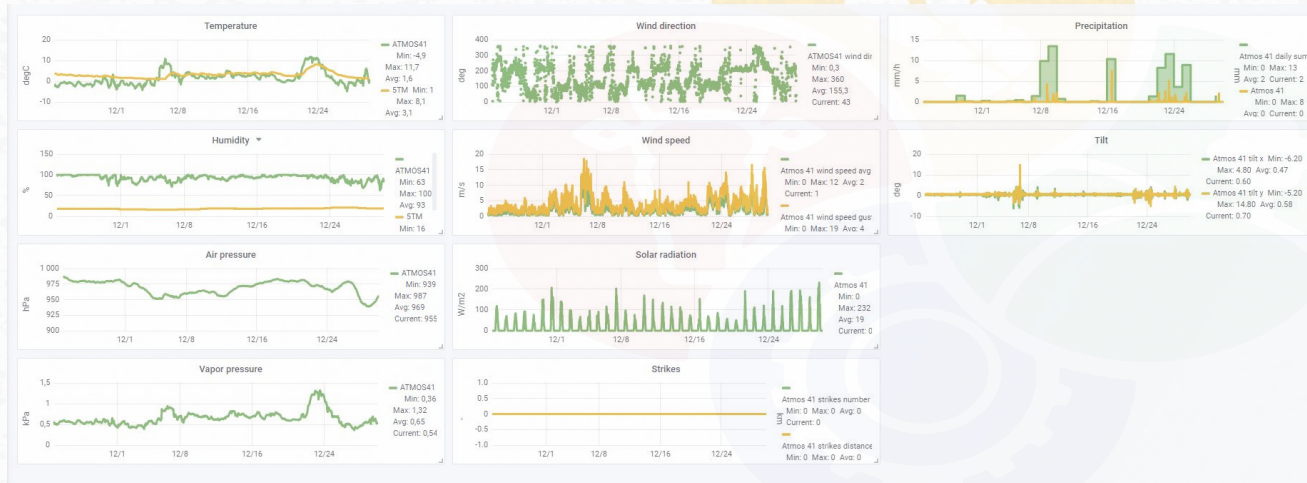 Temperature
20
10
0
-10
degC
12/1
12/8
12/16
12/24
ATMOS41
Min: -4,9
Max: 11,7
Avg: 1,6
5TM Min: 1
Max: 8,1
Avg: 3,1
Wind direction
400
300
200
100
0
deg
12/1
12/8
12/16
12/24
ATMOS41 wind dir
Min: 0,3
Max: 360
Avg: 155,3
Current: 43
Precipitation
15
10
5
0
mm/h
12/1
12/8
12/16
12/24
mm
Atmos 41 daily sum
Min: 0 Max: 13
Avg: 2 Current: 2
Atmos 41
Min: 0 Max: 8
Avg: 0 Current: 0
Humidity
150
100
50
0
%
12/1
12/8
12/16
12/24
ATMOS41
Min: 63
Max: 100
Avg: 93
5TM
Min: 16
Wind speed
20
15
10
5
0
m/s
12/1
12/8
12/16
12/24
Atmos 41 wind speed avg
Min: 0 Max: 12 Avg: 2
Current: 1
Atmos 41 wind speed gus
Min: 0 Max: 19 Avg: 4
Tilt
20
10
0
-10
deg
12/1
12/8
12/16
12/24
Atmos 41 tilt x Min: -6.20
Max: 4.80 Avg: 0.47
Current: 0.60
Atmos 41 tilt y Min: -5.20
Max: 14.80 Avg: 0.58
Current: 0.70
Air pressure
1 000
975
950
925
900
hPa
12/1
12/8
12/16
12/24
ATMOS41
Min: 939
Max: 987
Avg: 969
Current: 955
Solar radiation
300
200
100
0
W/m2
12/1
12/8
12/16
12/24
Atmos 41
Min: 0
Max: 232
Avg: 19
Current: 0
Vapor pressure
1,5
1
0,5
0
kPa
12/1
12/8
12/16
12/24
ATMOS41
Min: 0,36
Max: 1,32
Avg: 0,65
Current: 0,54
Strikes
1.0
0.5
0
-0.5
-1.0
12/1
12/8
12/16
12/24
km
Atmos 41 strikes number
Min: 0 Max: 0 Avg: 0
Current: 0
Atmos 41 strikes distance
Min: 0 Max: 0 Avg: 0